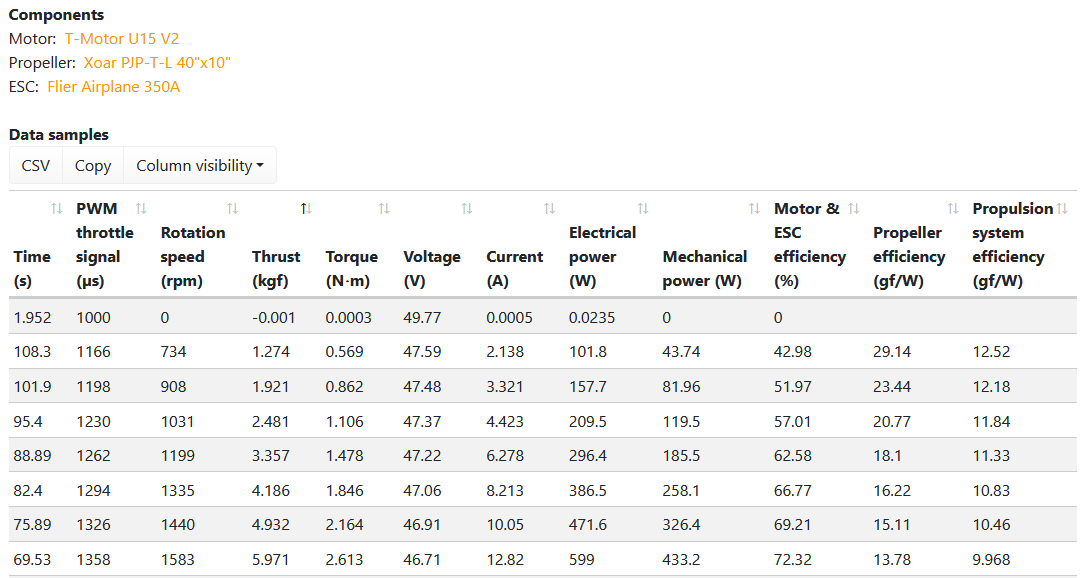 Components
Motor: T-Motor U15 V2
Propeller: Xoar PJP-T-L 40"x10"
ESC: Flier Airplane 350A
Data samples
CSV Copy Column visibility
Time (s) PWM throttle signal (µs) Rotation speed (rpm) Thrust (kgf) Torque (N·m) Voltage (V) Current (A) Electrical power (W) Mechanical power (W) Motor & ESC efficiency (%) Propeller efficiency (gf/W) Propulsion system efficiency (gf/W)
1.952 1000 0 -0.001 0.0003 49.77 0.0005 0.0235 0 0
108.3 1166 734 1.274 0.569 47.59 2.138 101.8 43.74 42.98 29.14 12.52
101.9 1198 908 1.921 0.862 47.48 3.321 157.7 81.96 51.97 23.44 12.18
95.4 1230 1031 2.481 1.106 47.37 4.423 209.5 119.5 57.01 20.77 11.84
88.89 1262 1199 3.357 1.478 47.22 6.278 296.4 185.5 62.58 18.1 11.33
82.4 1294 1335 4.186 1.846 47.06 8.213 386.5 258.1 66.77 16.22 10.83
75.89 1326 1440 4.932 2.164 46.91 10.05 471.6 326.4 69.21 15.11 10.46
69.53 1358 1583 5.971 2.613 46.71 12.82 599 433.2 72.32 13.78 9.968